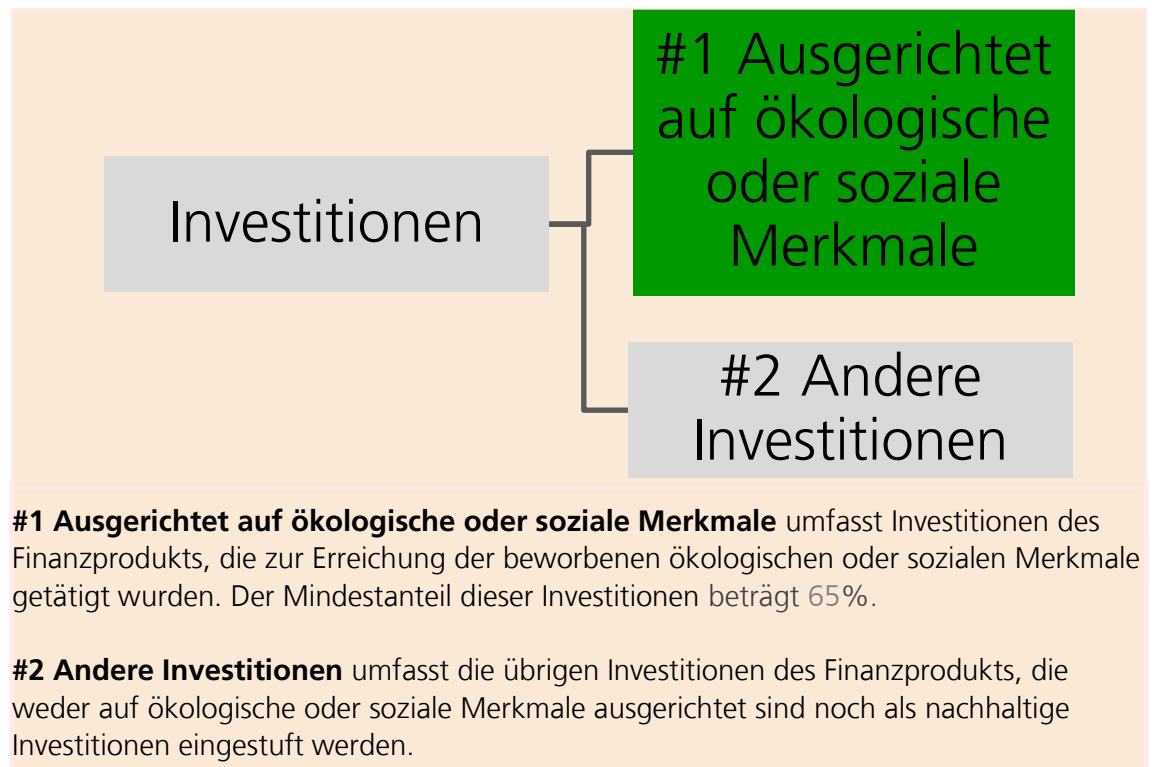 #1 Ausgerichtet
auf ökologische
oder soziale
Merkmale
Investitionen
#2 Andere
Investitionen
#1 Ausgerichtet auf ökologische oder soziale Merkmale umfasst Investitionen des
Finanzprodukts, die zur Erreichung der beworbenen ökologischen oder sozialen Merkmale
getätigt wurden. Der Mindestanteil dieser Investitionen beträgt 65%.
#2 Andere Investitionen umfasst die übrigen Investitionen des Finanzprodukts, die
weder auf ökologische oder soziale Merkmale ausgerichtet sind noch als nachhaltige
Investitionen eingestuft werden.